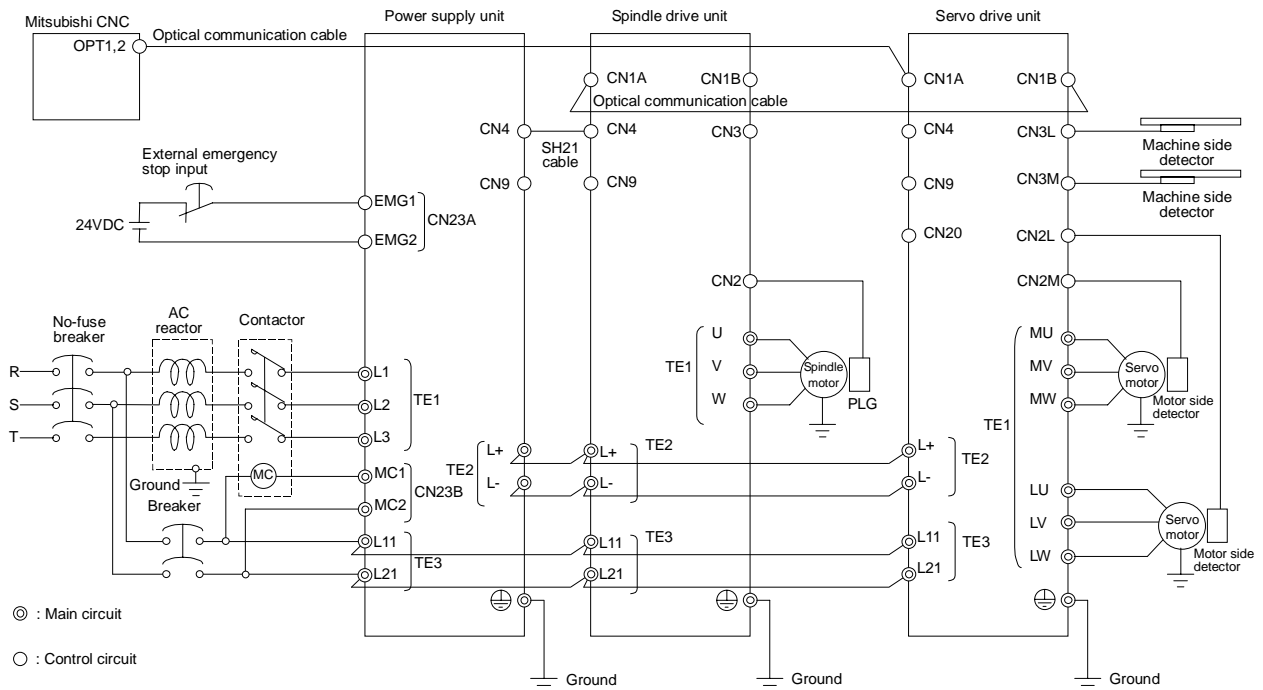 Power supply unit
Spindle drive unit
Servo drive unit
Mitsubishi CNC
OPT1,2
Optical communication cable
CN1A
CN1B
CN1A
CN1B
Optical communication cable
CN4
CN4
CN3
CN4
CN3L
SH21
cable
Machine side
detector
External emergency
stop input
CN9
CN9
CN9
CN3M
Machine side
detector
EMG1
CN23A
24VDC
EMG2
CN20
CN2L
CN2
CN2M
No-fuse
breaker
AC
reactor
Contactor
R
S
T
L1
L2
L3
TE1
U
V
W
TE1
Spindle
motor
PLG
MU
MV
MW
TE1
Servo
motor
Motor side
detector
Ground
MC
MC1
MC2
CN23B
TE2
L+
L-
L+
L-
TE2
L+
L-
TE2
LU
LV
LW
Servo
motor
Motor side
detector
Breaker
L11
L21
TE3
L11
L21
TE3
L11
L21
TE3
: Main circuit
: Control circuit
Ground
Ground
Ground